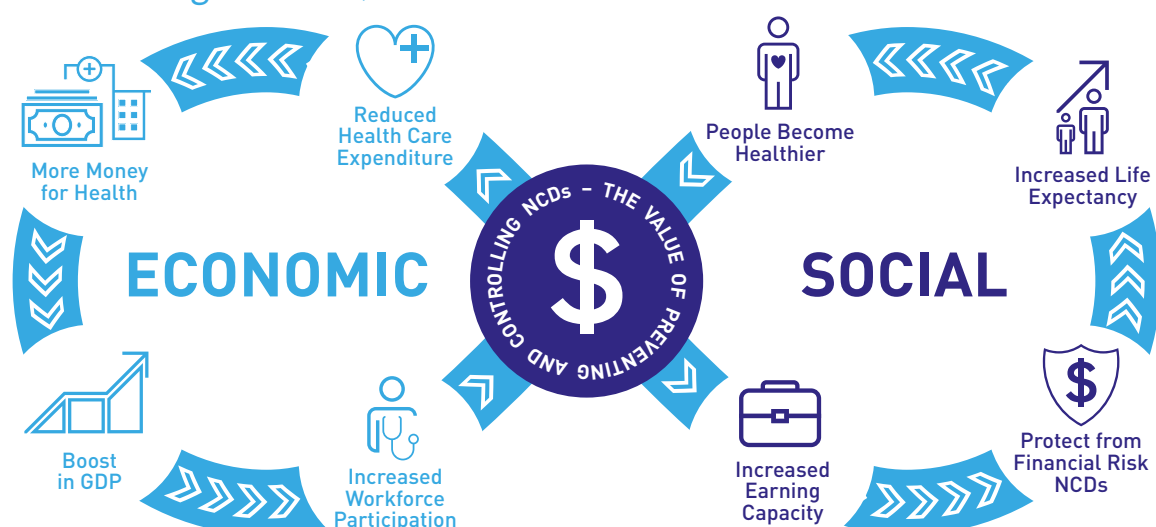 Reduced
Health Care
Expenditure
More Money
for Health
ECONOMIC
Boost
in GDP
Increased
Workforce
Participation
THE VALUE OF PREVENTING AND CONTROLLING NCDs –
$
People Become
Healthier
Increased Life
Expectancy
SOCIAL
$
Protect from
Financial Risk
NCDs
Increased
Earning
Capacity